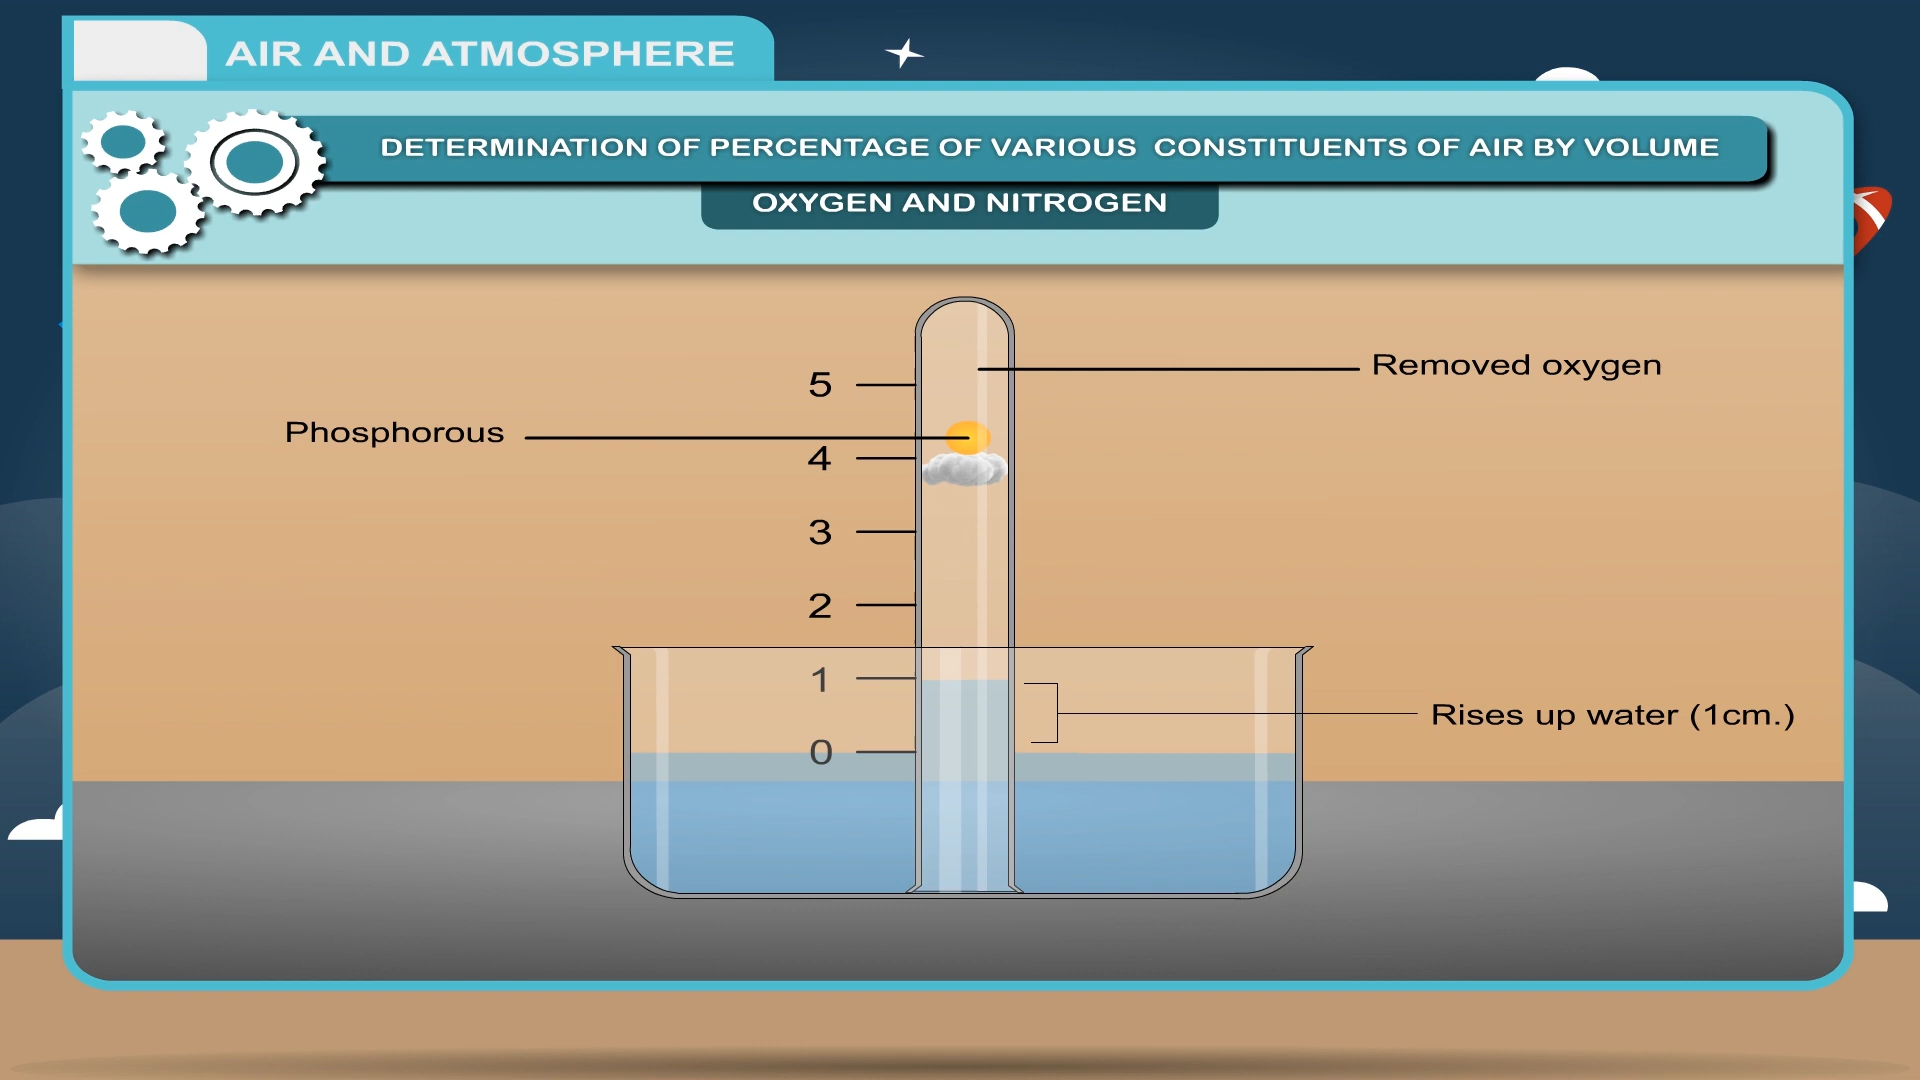 AIR AND ATMOSPHERE
DETERMINATION OF PERCENTAGE OF VARIOUS CONSTITUENTS OF AIR BY VOLUME
OXYGEN AND NITROGEN
Removed oxygen
5
Phosphorous
4
3
2
1
Rises up water (1cm.)
0